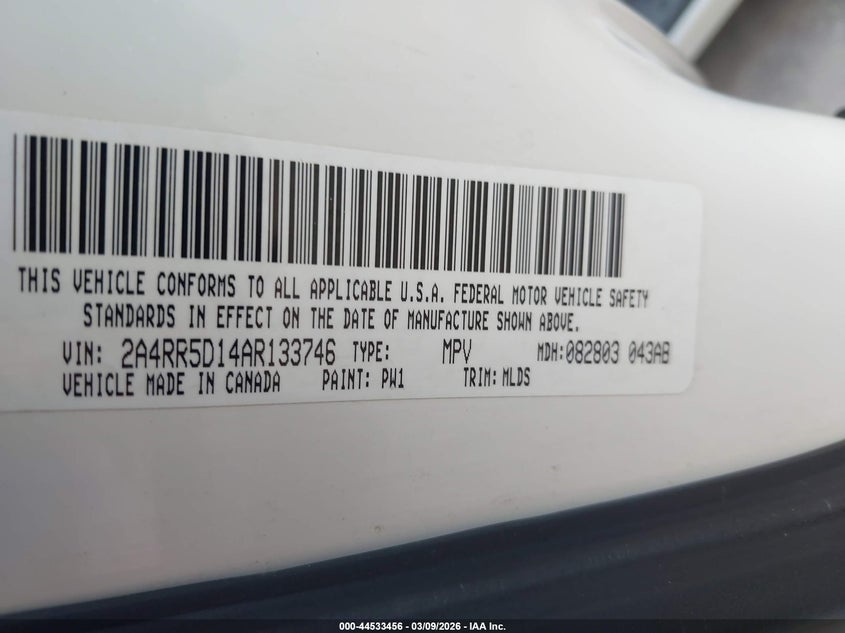 THIS VEHICLE CONFORMS TO ALL APPLICABLE U.S.A. FEDERAL MOTOR VEHICLE SAFETY
STANDARDS IN EFFECT ON THE DATE OF MANUFACTURE SHOWN ABOVE.
VIN: 2A4RR5D14AR133746 TYPE: MPV MDH:082803 043AB
VEHICLE MADE IN CANADA PAINT: PW1 TRIM:MLDS
000-44533456 - 03/09/2026 - IAA Inc.